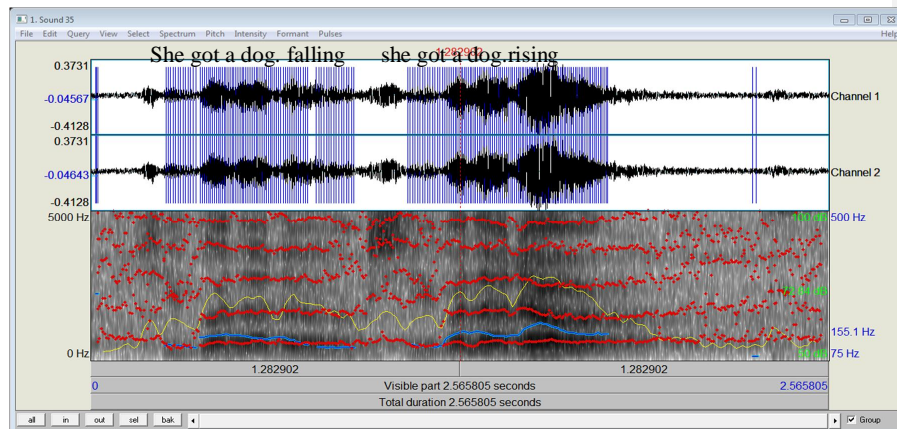 1. Sound 35
File Edit Query View Select Spectrum Pitch Intensity Formant Pulses Help
She got a dog. falling she got a dog.rising
1.282902
0.3731
-0.04567
-0.4128
Channel 1
0.3731
-0.04643
-0.4128
Channel 2
5000 Hz
500 Hz
155.1 Hz
0 Hz
75 Hz
1.282902 1.282902
0 Visible part 2.565805 seconds 2.565805
Total duration 2.565805 seconds
all in out sel bak Group